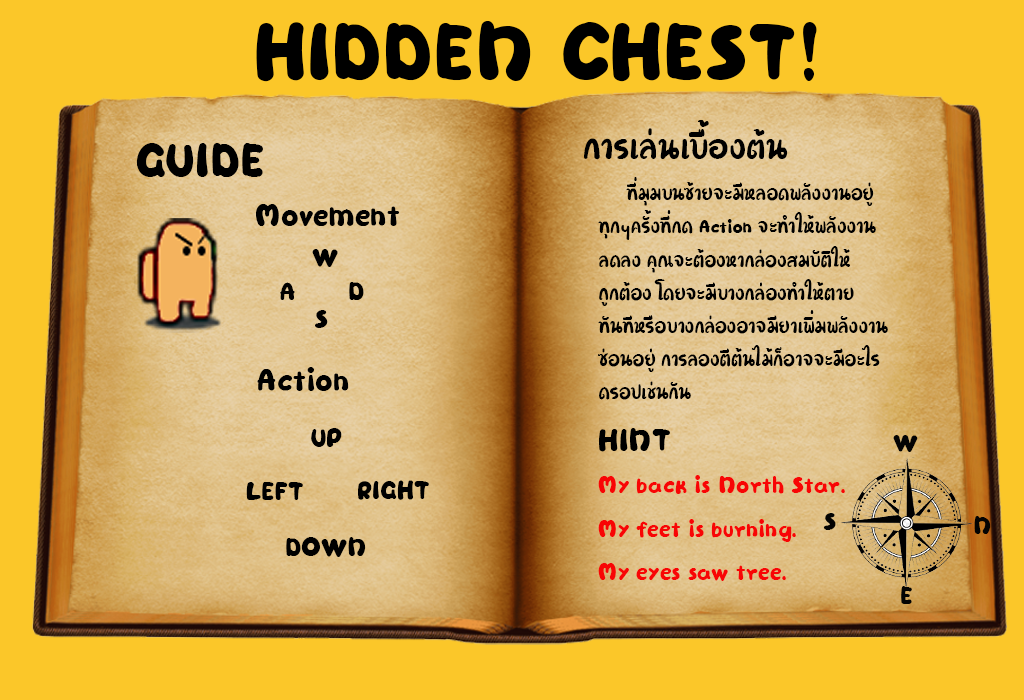 HIDDEN CHEST!
GUIDE
Movement
W
A D
S
Action
UP
LEFT RIGHT
DOWN
การเล่นเบื้องต้น
ที่มุมบนซ้ายจะมีหลอดพลังงานอยู่
ทุกๆครั้งที่กด Action จะทำให้พลังงาน
ลดลง คุณจะต้องหากล่องสมบัติให้
ถูกต้อง โดยจะมีบางกล่องทำให้ตาย
ทันทีหรือบางกล่องอาจมียาเพิ่มพลังงาน
ซ่อนอยู่ การลองตีต้นไม้ก็อาจจะมีอะไร
ดรอปเช่นกัน
HINT
My back is North Star.
My feet is burning.
My eyes saw tree.
W
S N
E